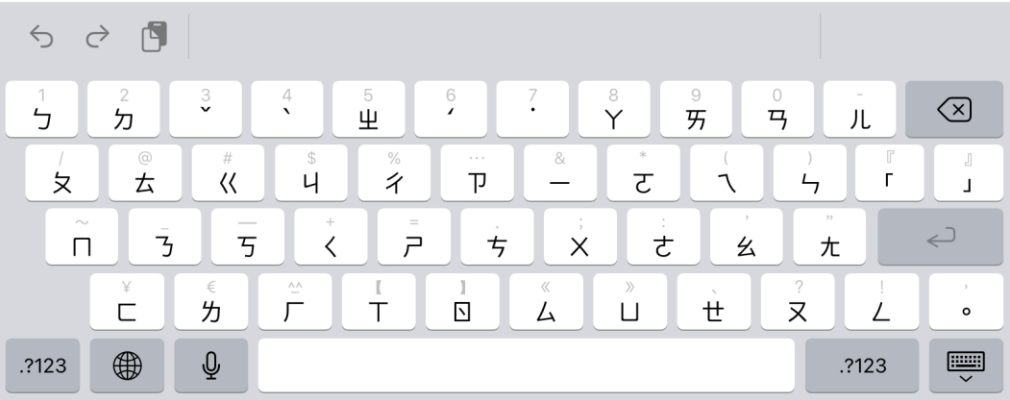 1 2 3 4 5 6 7 8 9 0 -
ㄅ ㄉ ˇ ˋ ㄓ ˊ ˙ ㄚ ㄞ ㄢ ㄦ
/ @ # $ % … & * ( ) 『 』
ㄆ ㄊ ㄍ ㄐ ㄔ ㄗ ㄧ ㄛ ㄟ ㄣ 「 」
~ _ — + = . ; : ’ ”
ㄇ ㄋ ㄎ ㄑ ㄕ ㄘ ㄨ ㄜ ㄠ ㄤ
¥ € ^^ 【 】 《 》 、 ? ! ,
ㄈ ㄌ ㄏ ㄒ ㄖ ㄙ ㄩ ㄝ ㄡ ㄥ 。
.?123 .?123